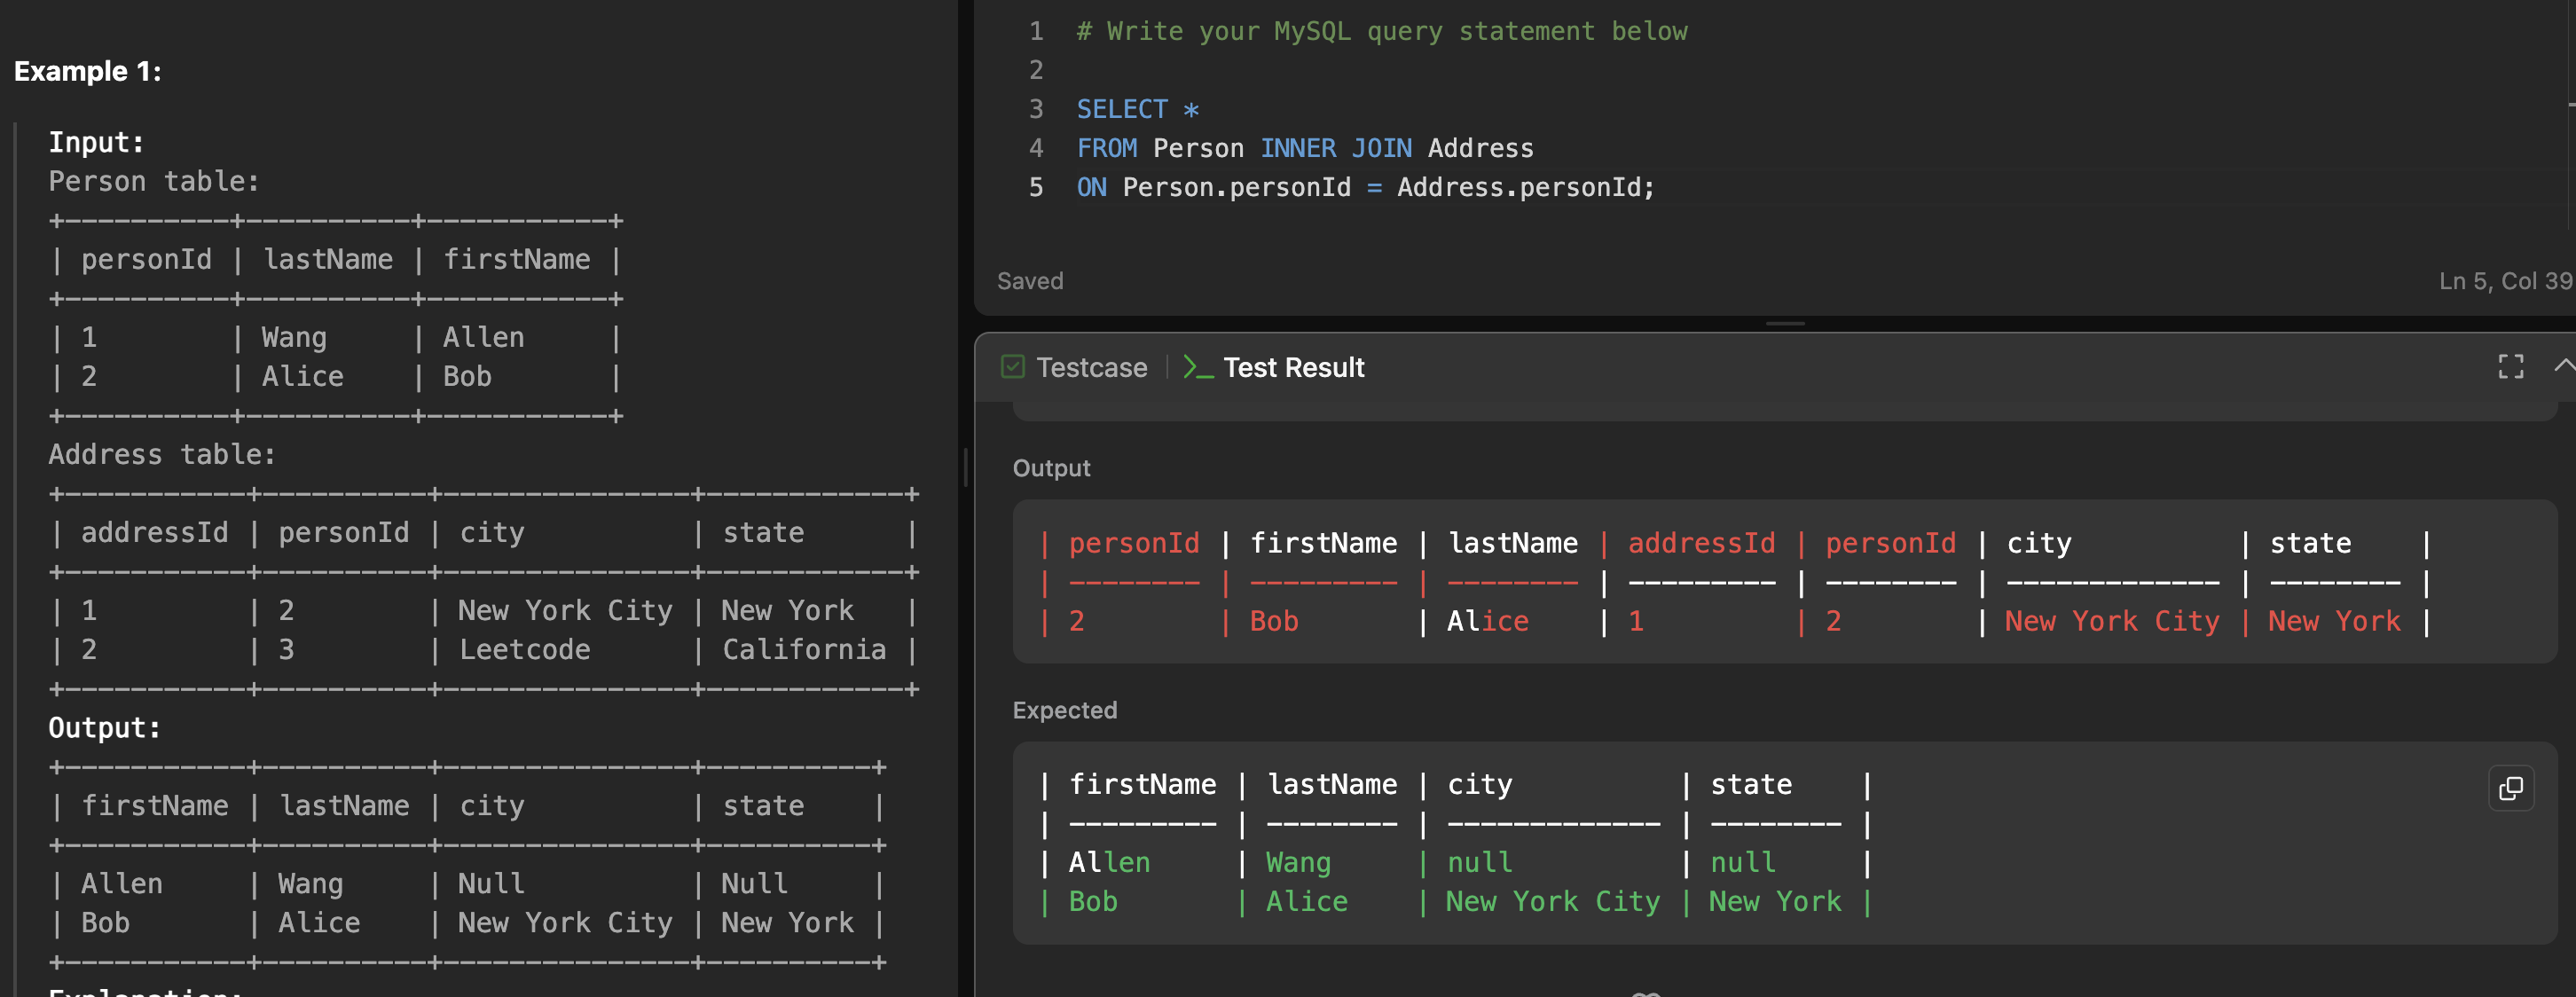 Example 1:
Input:
Person table:
+----------+----------+-----------+
| personId | lastName | firstName |
+----------+----------+-----------+
| 1        | Wang     | Allen     |
| 2        | Alice    | Bob       |
+----------+----------+-----------+
Address table:
+-----------+----------+---------------+------------+
| addressId | personId | city          | state      |
+-----------+----------+---------------+------------+
| 1         | 2        | New York City | New York   |
| 2         | 3        | Leetcode      | California |
+-----------+----------+---------------+------------+
Output:
+-----------+----------+---------------+----------+
| firstName | lastName | city          | state    |
+-----------+----------+---------------+----------+
| Allen     | Wang     | Null          | Null     |
| Bob       | Alice    | New York City | New York |
+-----------+----------+---------------+----------+
Explanation:
1 # Write your MySQL query statement below
2
3 SELECT *
4 FROM Person INNER JOIN Address
5 ON Person.personId = Address.personId;
Saved
Ln 5, Col 39
Testcase | >_ Test Result
Output
| personId | firstName | lastName | addressId | personId | city          | state    |
| -------- | --------- | -------- | --------- | -------- | ------------- | -------- |
| 2        | Bob       | Alice    | 1         | 2        | New York City | New York |
Expected
| firstName | lastName | city          | state    |
| --------- | -------- | ------------- | -------- |
| Allen     | Wang     | null          | null     |
| Bob       | Alice    | New York City | New York |